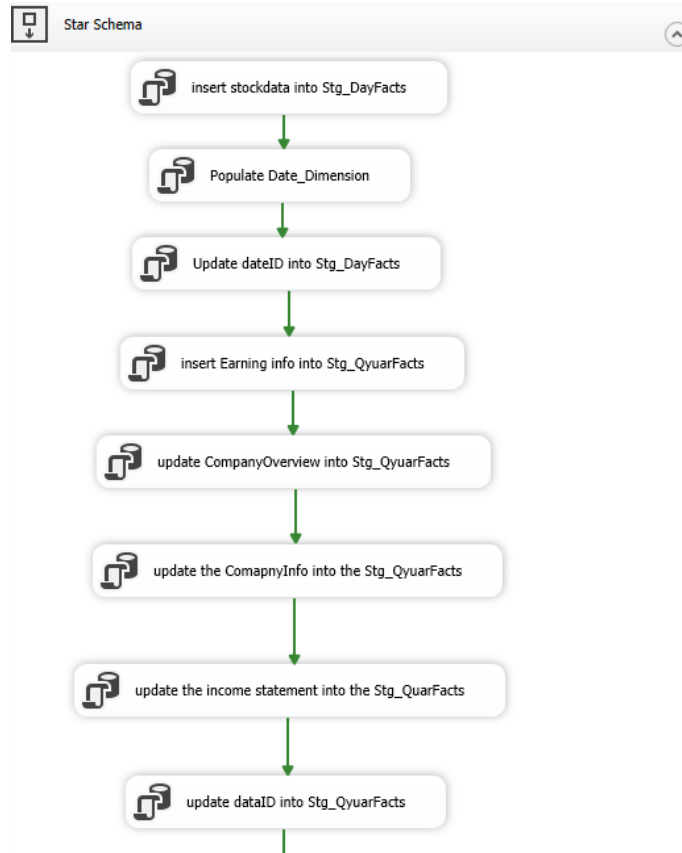 Star Schema
insert stockdata into Stg_DayFacts
Populate Date_Dimension
Update dateID into Stg_DayFacts
insert Earning info into Stg_QyuarFacts
update CompanyOverview into Stg_QyuarFacts
update the ComapnyInfo into the Stg_QyuarFacts
update the income statement into the Stg_QuarFacts
update dataID into Stg_QyuarFacts